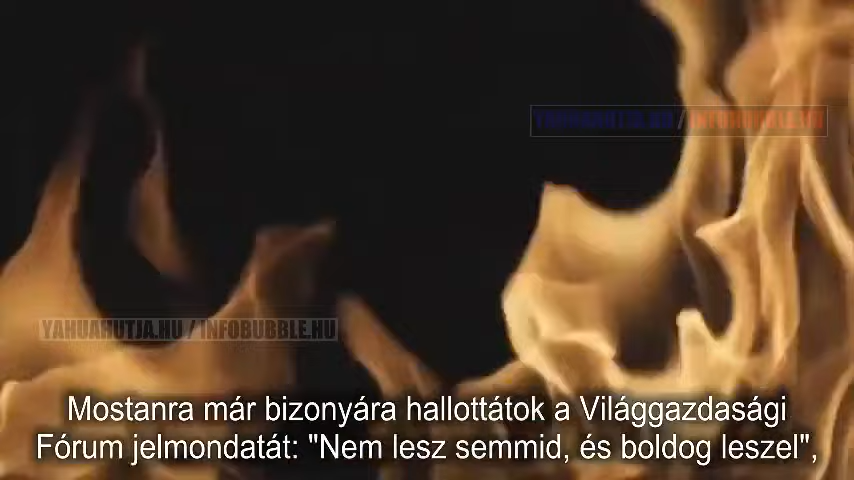 YAHUAHUTJA.HU / INFOBUBBLE.HU
YAHUAHUTJA.HU / INFOBUBBLE.HU
Mostanra már bizonyára hallottátok a Világgazdasági
Fórum jelmondatát: "Nem lesz semmid, és boldog leszel",